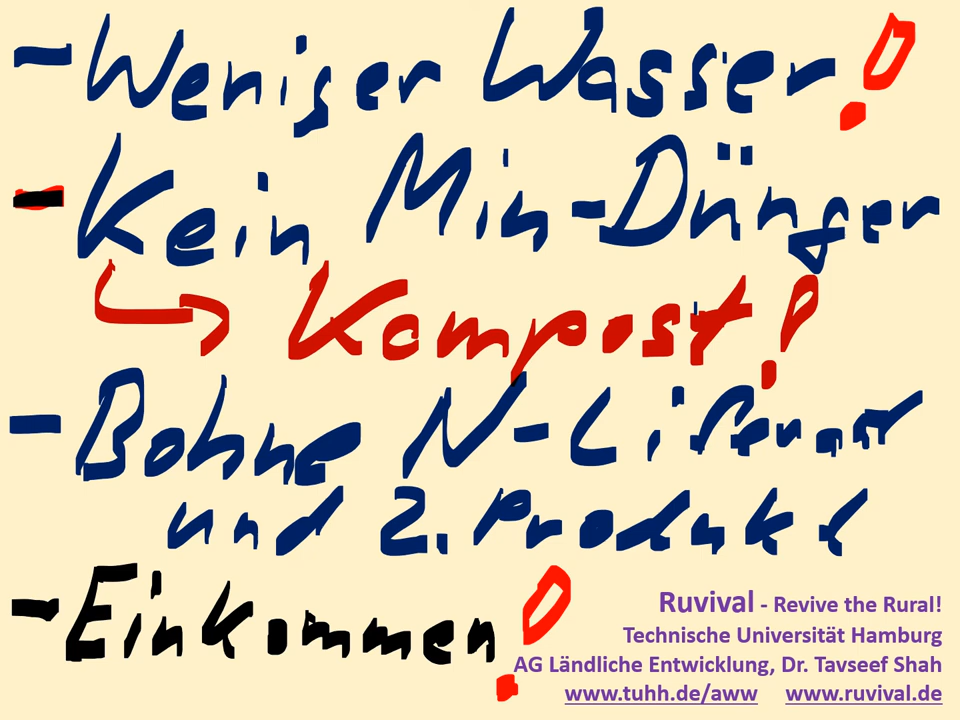 - Weniger Wasser!
- Kein Min-Dünger
↳ Kompost!
- Bohne N-Liferant
und 2. Produkt
- Einkommen!
Ruvival - Revive the Rural!
Technische Universität Hamburg
AG Ländliche Entwicklung, Dr. Tavseef Shah
www.tuhh.de/aww www.ruvival.de